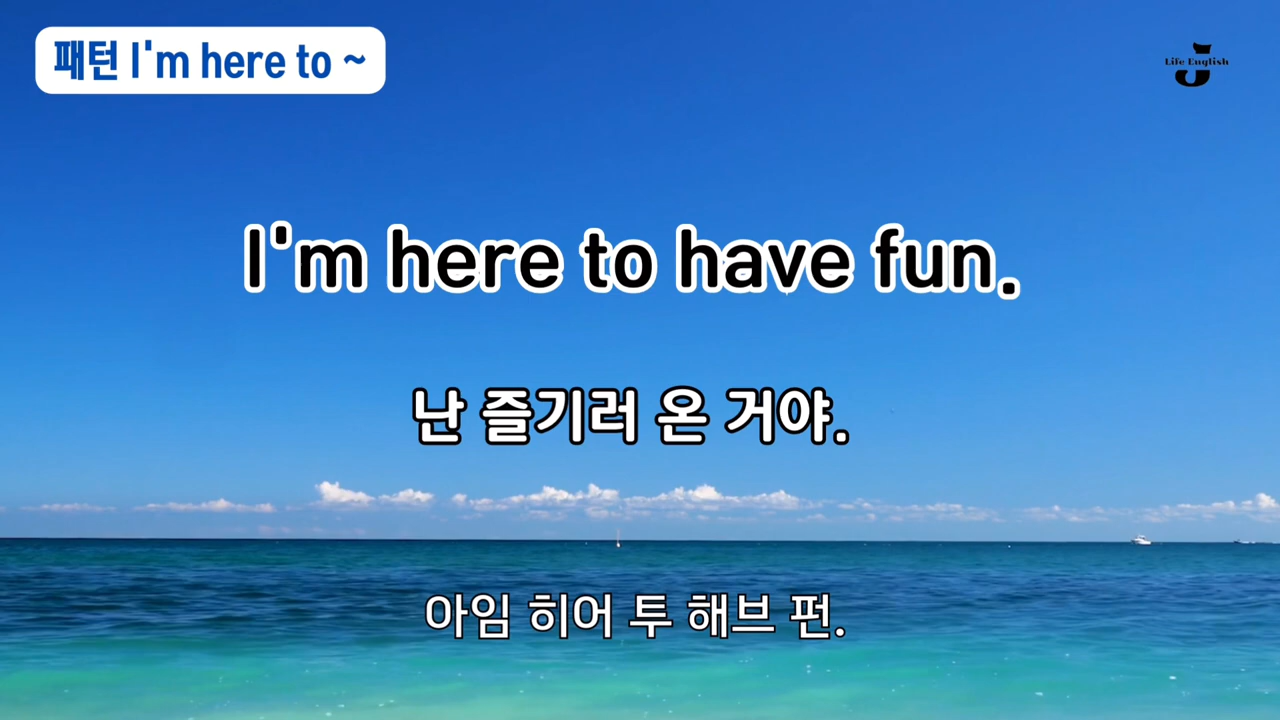 패턴 I'm here to ~
Life English
J
I'm here to have fun.
난 즐기러 온 거야.
아임 히어 투 해브 펀.